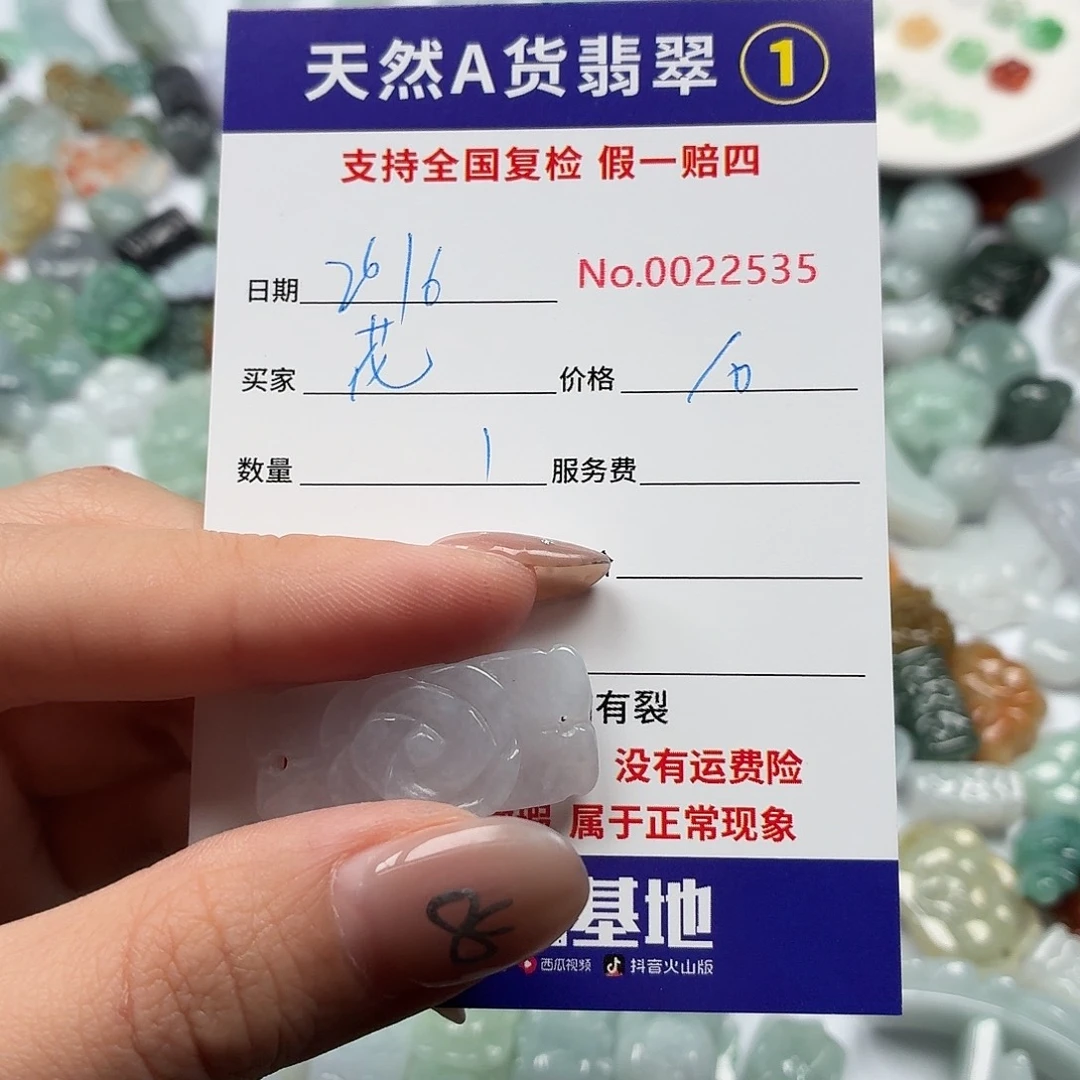 天然A货翡翠 1
支持全国复检 假一赔四
日期 26/6 No.0022535
买家 花 价格
数量 1 服务费
有裂
没有运费险
属于正常现象
基地
西瓜视频 抖音火山版